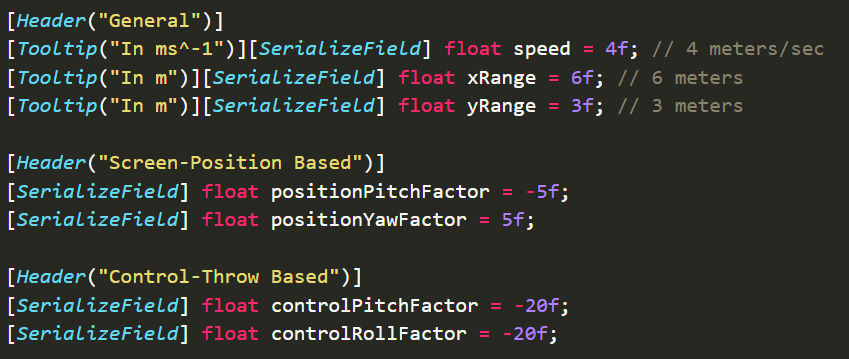 [Header("General")]
[Tooltip("In ms^-1")][SerializeField] float speed = 4f; // 4 meters/sec
[Tooltip("In m")][SerializeField] float xRange = 6f; // 6 meters
[Tooltip("In m")][SerializeField] float yRange = 3f; // 3 meters
[Header("Screen-Position Based")]
[SerializeField] float positionPitchFactor = -5f;
[SerializeField] float positionYawFactor = 5f;
[Header("Control-Throw Based")]
[SerializeField] float controlPitchFactor = -20f;
[SerializeField] float controlRollFactor = -20f;